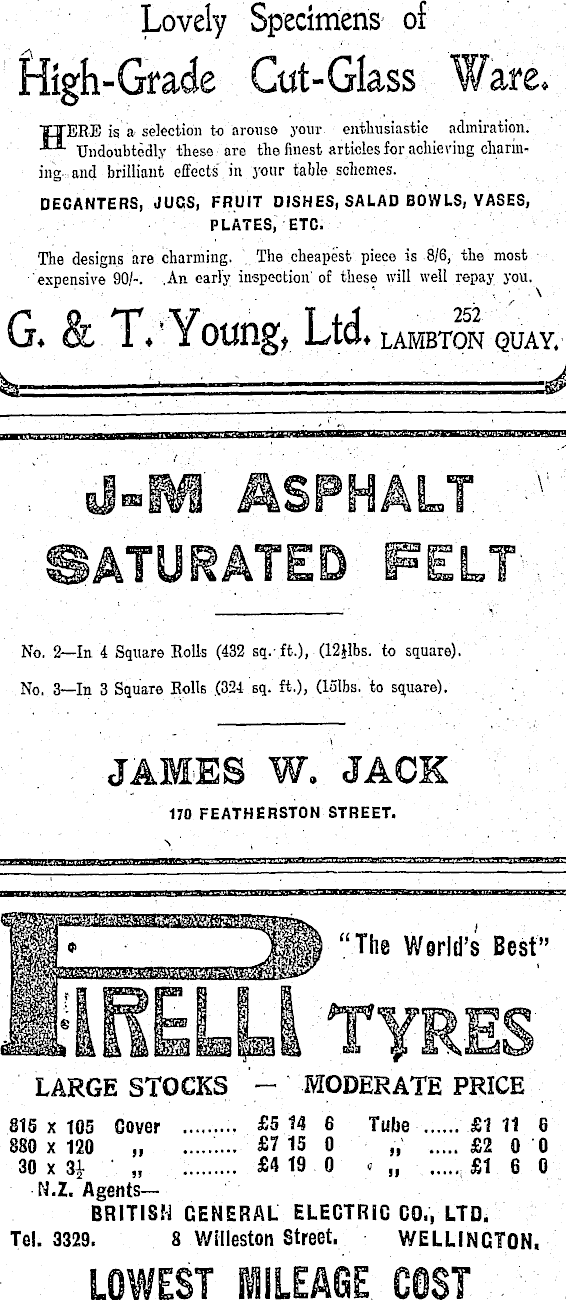 Lovely Specimens of
High-Grade Cut-Glass Ware.
HERE is a selection to arouse your enthusiastic admiration.
Undoubtedly these are the finest articles for achieving charm-
ing and brilliant effects in your table schemes.
DECANTERS, JUGS, FRUIT DISHES, SALAD BOWLS, VASES,
PLATES, ETC.
The designs are charming. The cheapest piece is 8/6, the most
expensive 90/-. An early inspection of these will well repay you.
G. & T. Young, Ltd. 252 LAMBTON QUAY.
J-M ASPHALT
SATURATED FELT
No. 2—In 4 Square Rolls (432 sq. ft.), (12½lbs. to square).
No. 3—In 3 Square Rolls (324 sq. ft.), (15lbs. to square).
JAMES W. JACK
170 FEATHERSTON STREET.
PIRELLI TYRES
"The World's Best"
LARGE STOCKS — MODERATE PRICE
815 x 105 Cover ......... £5 14 6 Tube ...... £1 11 6
880 x 120 ,, ......... £7 15 0 ,, ..... £2 0 0
30 x 3½ ,, ......... £4 19 0 ,, ..... £1 6 0
N.Z. Agents—
BRITISH GENERAL ELECTRIC CO., LTD.
Tel. 3329. 8 Willeston Street. WELLINGTON.
LOWEST MILEAGE COST